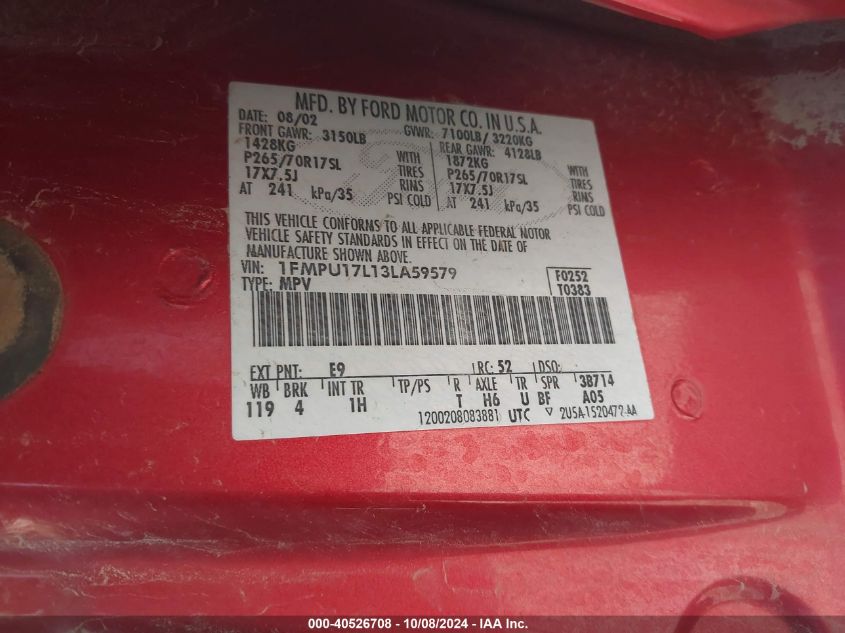 MFD. BY FORD MOTOR CO. IN U.S.A.
DATE: 08/02 GVWR: 7100LB/ 3220KG
FRONT GAWR: 3150LB REAR GAWR: 4128LB
1428KG WITH 1872KG WITH
P265/70R17SL TIRES P265/70R17SL TIRES
17X7.5J RINS 17X7.5J RINS
AT 241 kPa/35 PSI COLD AT 241 kPa/35 PSI COLD
THIS VEHICLE CONFORMS TO ALL APPLICABLE FEDERAL MOTOR
VEHICLE SAFETY STANDARDS IN EFFECT ON THE DATE OF
MANUFACTURE SHOWN ABOVE.
VIN: 1FMPU17L13LA59579 F0252
TYPE: MPV T0383
EXT PNT: E9 RC: 52 DSO:
WB BRK INT TR TP/PS R AXLE TR SPR 3B714
119 4 1H T H6 U BF A05
1200208083881 UTC ▽ 2U5A-1520472-AA
000-40526708 - 10/08/2024 - IAA Inc.